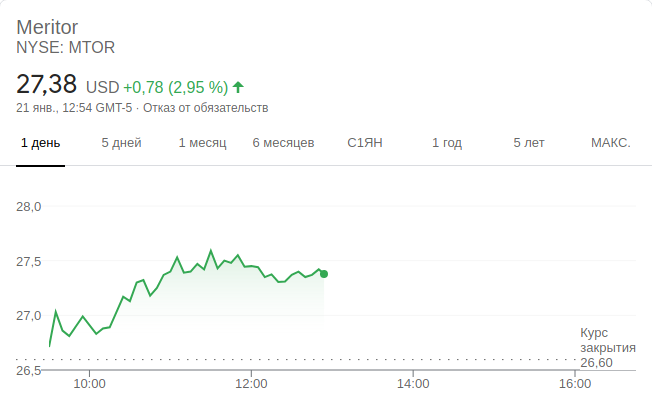 Meritor
NYSE: MTOR
27,38 USD +0,78 (2,95 %)
21 янв., 12:54 GMT-5 · Отказ от обязательств
1 день 5 дней 1 месяц 6 месяцев С1ЯН 1 год 5 лет МАКС.
28,0
27,5
27,0
Курс
закрытия
26,60
26,5
10:00 12:00 14:00 16:00